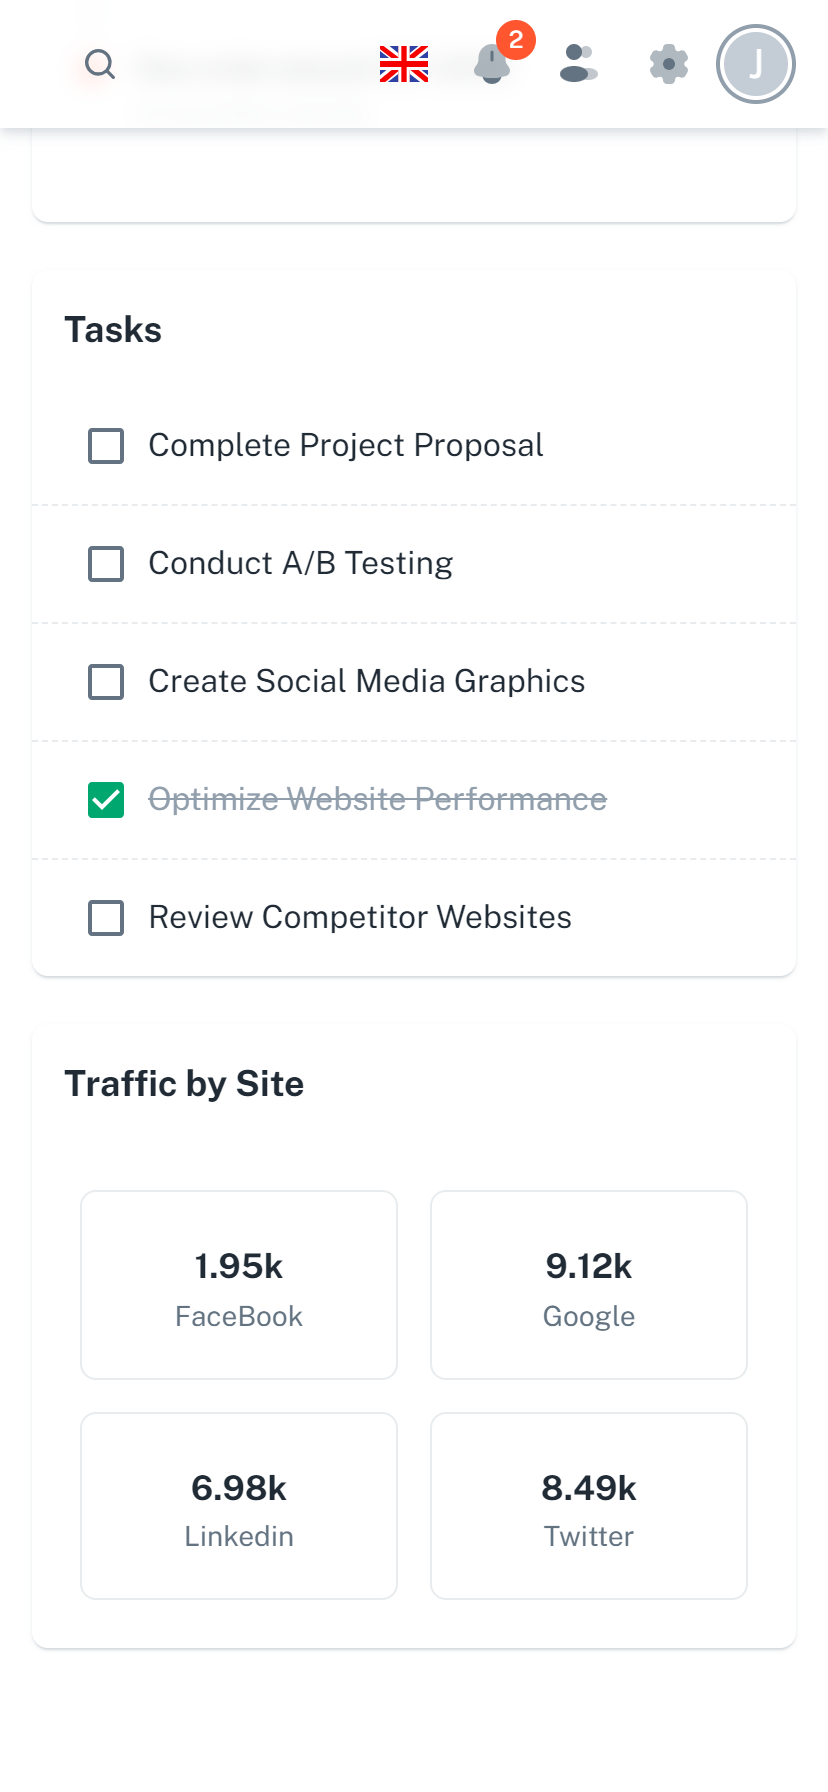 2
J
Tasks
Complete Project Proposal
Conduct A/B Testing
Create Social Media Graphics
Optimize Website Performance
Review Competitor Websites
Traffic by Site
1.95k
FaceBook
9.12k
Google
6.98k
Linkedin
8.49k
Twitter